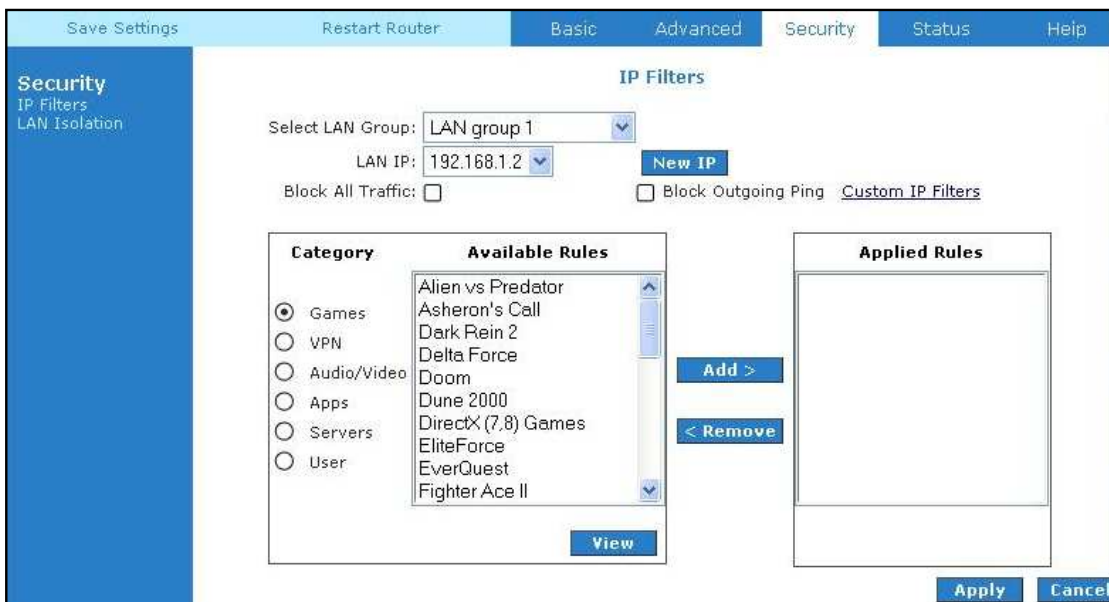 Save Settings Restart Router Basic Advanced Security Status Help
Security
IP Filters
LAN Isolation
IP Filters
Select LAN Group: LAN group 1
LAN IP: 192.168.1.2 New IP
Block All Traffic: Block Outgoing Ping Custom IP Filters
Category Available Rules Applied Rules
Games
VPN
Audio/Video
Apps
Servers
User
Alien vs Predator
Asheron's Call
Dark Rein 2
Delta Force
Doom
Dune 2000
DirectX (7,8) Games
EliteForce
EverQuest
Fighter Ace II
Add >
< Remove
View
Apply Cancel